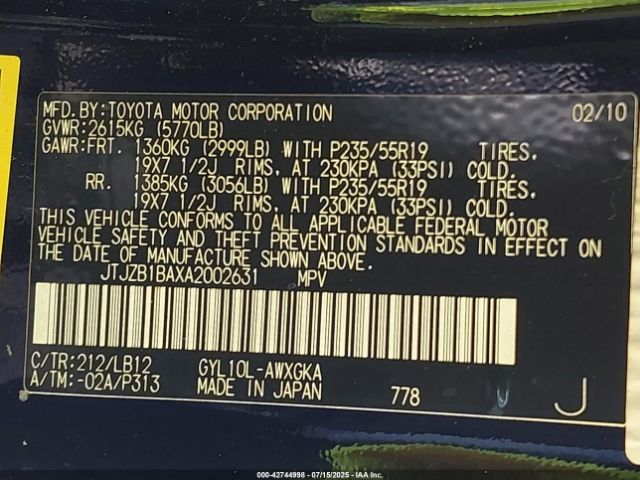 MFD.BY:TOYOTA MOTOR CORPORATION 02/10
GVWR:2615KG (5770LB)
GAWR:FRT. 1360KG (2999LB) WITH P235/55R19 TIRES.
19X7 1/2J RIMS. AT 230KPA (33PSI) COLD.
RR. 1385KG (3056LB) WITH P235/55R19 TIRES.
19X7 1/2J RIMS. AT 230KPA (33PSI) COLD.
THIS VEHICLE CONFORMS TO ALL APPLICABLE FEDERAL MOTOR
VEHICLE SAFETY AND THEFT PREVENTION STANDARDS IN EFFECT ON
THE DATE OF MANUFACTURE SHOWN ABOVE.
JTJZB1BAXA2002631 MPV
C/TR:212/LB12 GYL10L-AWXGKA
A/TM:-02A/P313 MADE IN JAPAN 778 J
000-42744998 - 07/15/2025 - IAAI.COM